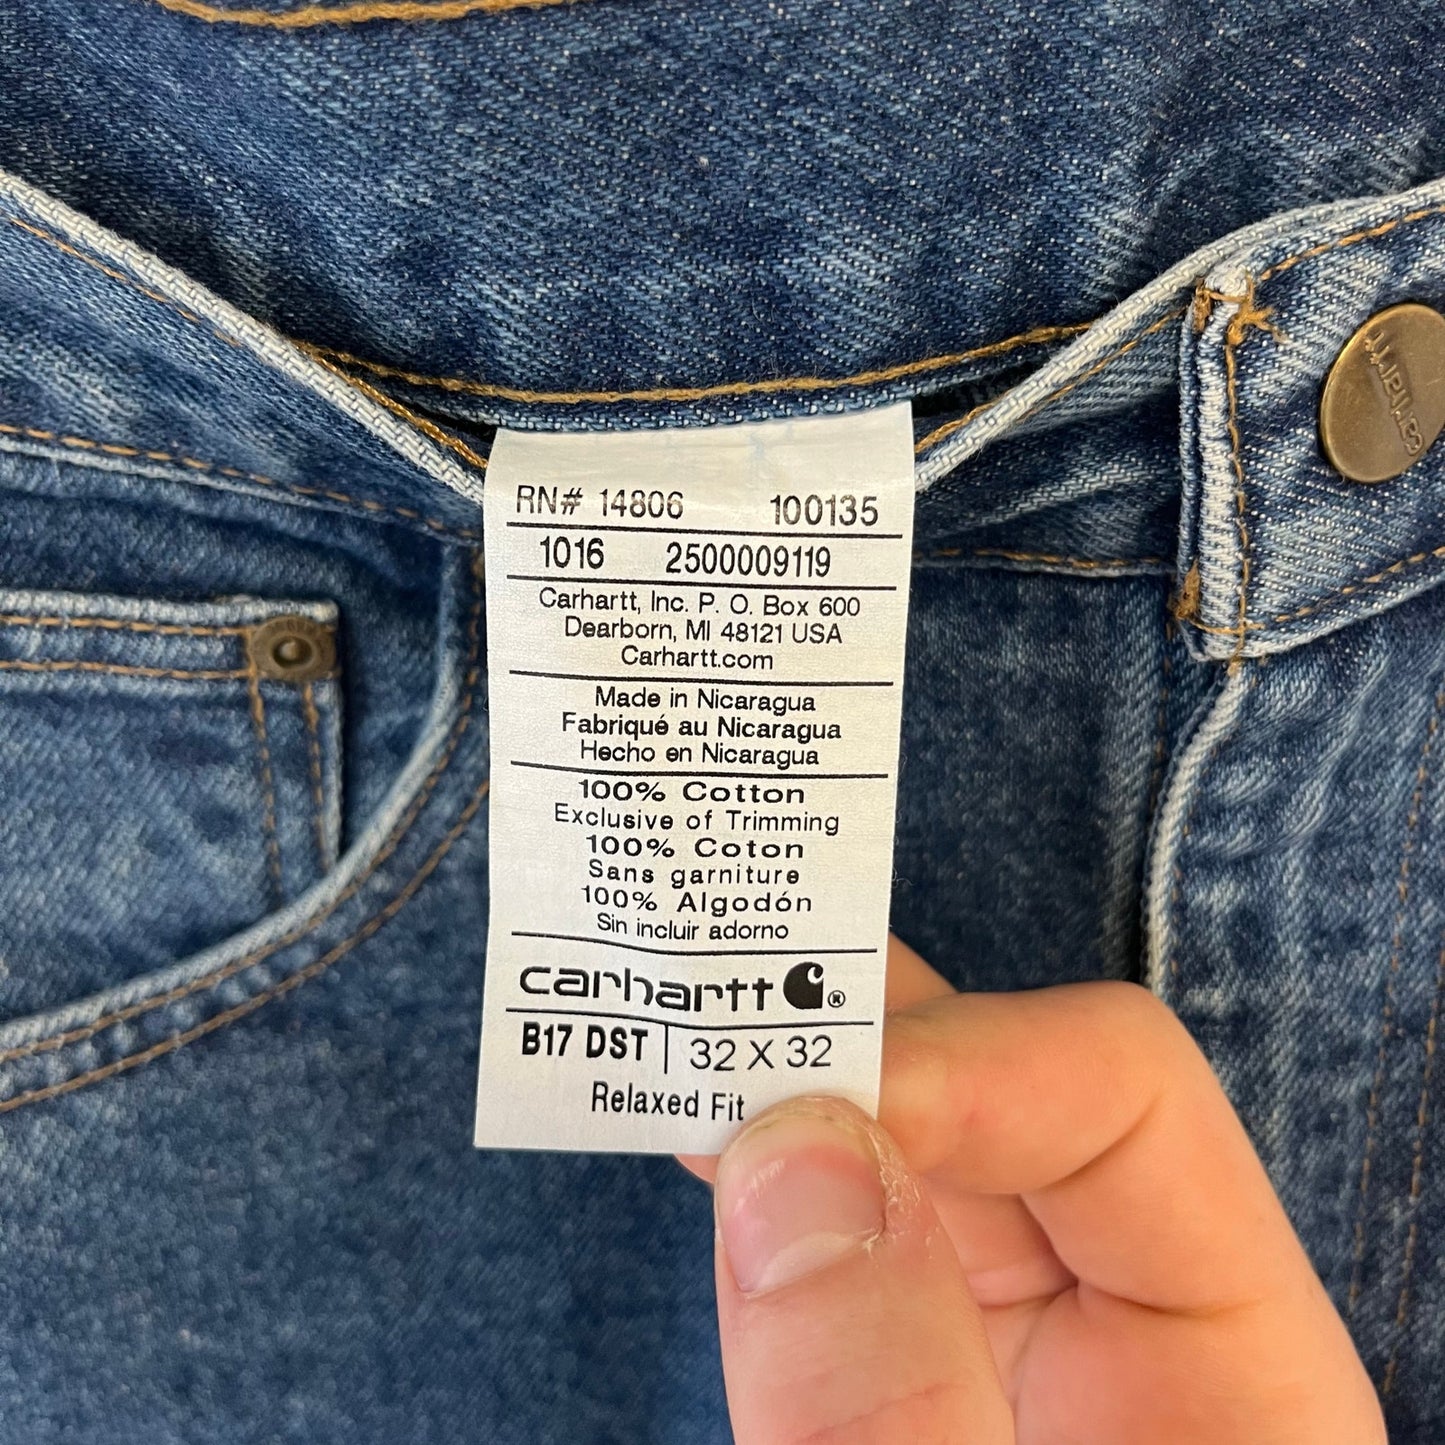 RN# 14806 100135
1016 2500009119
Carhartt, Inc. P. O. Box 600
Dearborn, MI 48121 USA
Carhartt.com
Made in Nicaragua
Fabriqué au Nicaragua
Hecho en Nicaragua
100% Cotton
Exclusive of Trimming
100% Coton
Sans garniture
100% Algodón
Sin incluir adorno
carhartt ®
B17 DST | 32 X 32
Relaxed Fit
carhartt